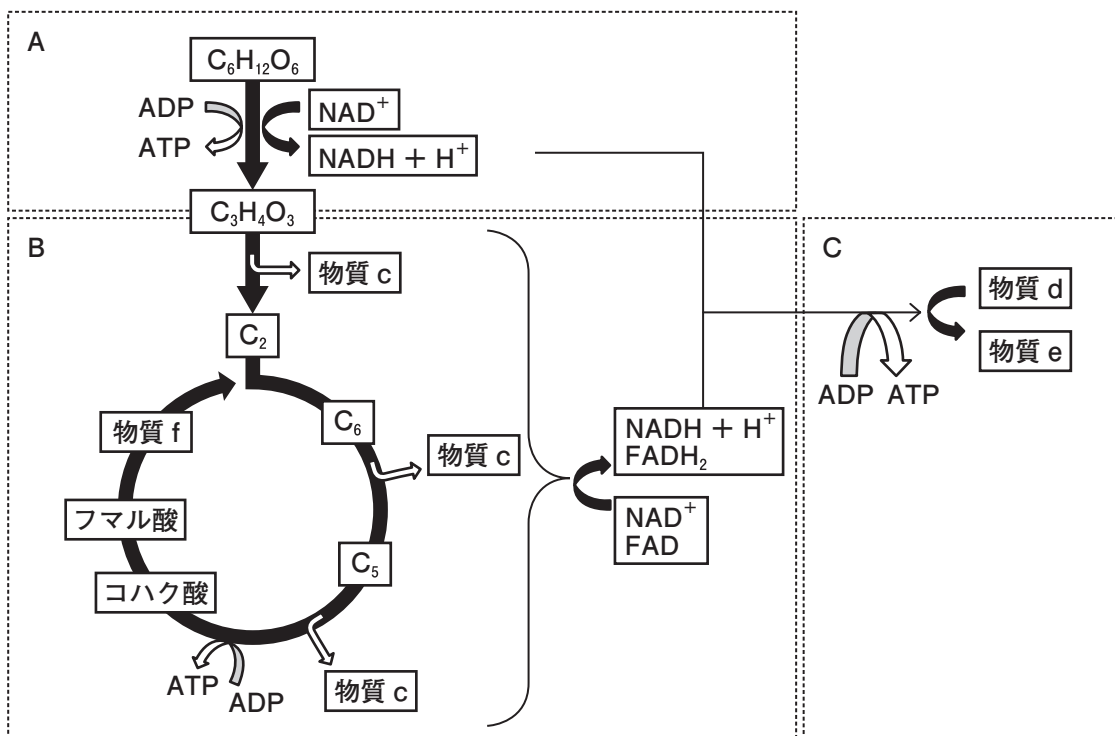 A
C₆H₁₂O₆
ADP
ATP
NAD⁺
NADH + H⁺
C₃H₄O₃
B
物質 c
C₂
C₆
物質 c
物質 f
フマル酸
C₅
コハク酸
ATP
ADP
物質 c
NADH + H⁺
FADH₂
NAD⁺
FAD
C
物質 d
物質 e
ADP ATP